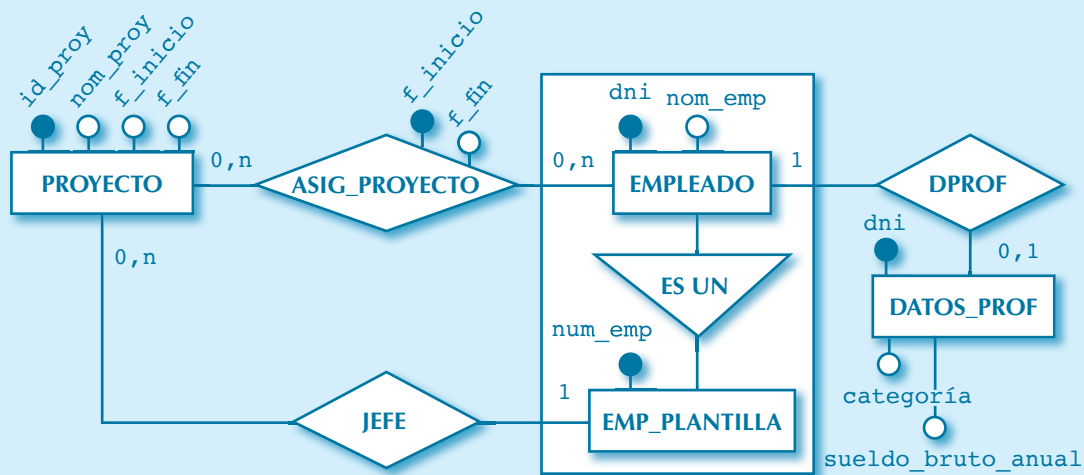 id_proy
nom_proy
f_inicio
f_fin
f_inicio
f_fin
dni
nom_emp
0,n
0,n
1
PROYECTO
ASIG_PROYECTO
EMPLEADO
DPROF
dni
0,n
0,1
ES UN
DATOS_PROF
num_emp
categoría
1
JEFE
EMP_PLANTILLA
sueldo_bruto_anual